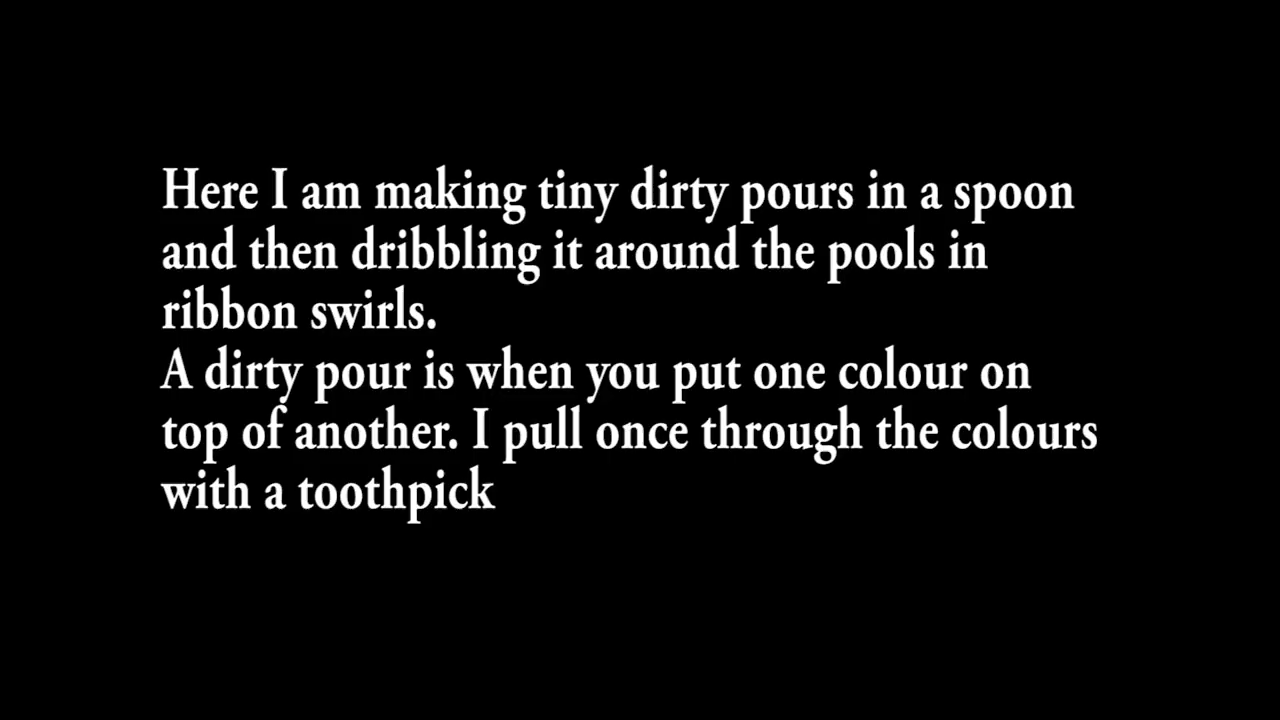 Here I am making tiny dirty pours in a spoon
and then dribbling it around the pools in
ribbon swirls.
A dirty pour is when you put one colour on
top of another. I pull once through the colours
with a toothpick